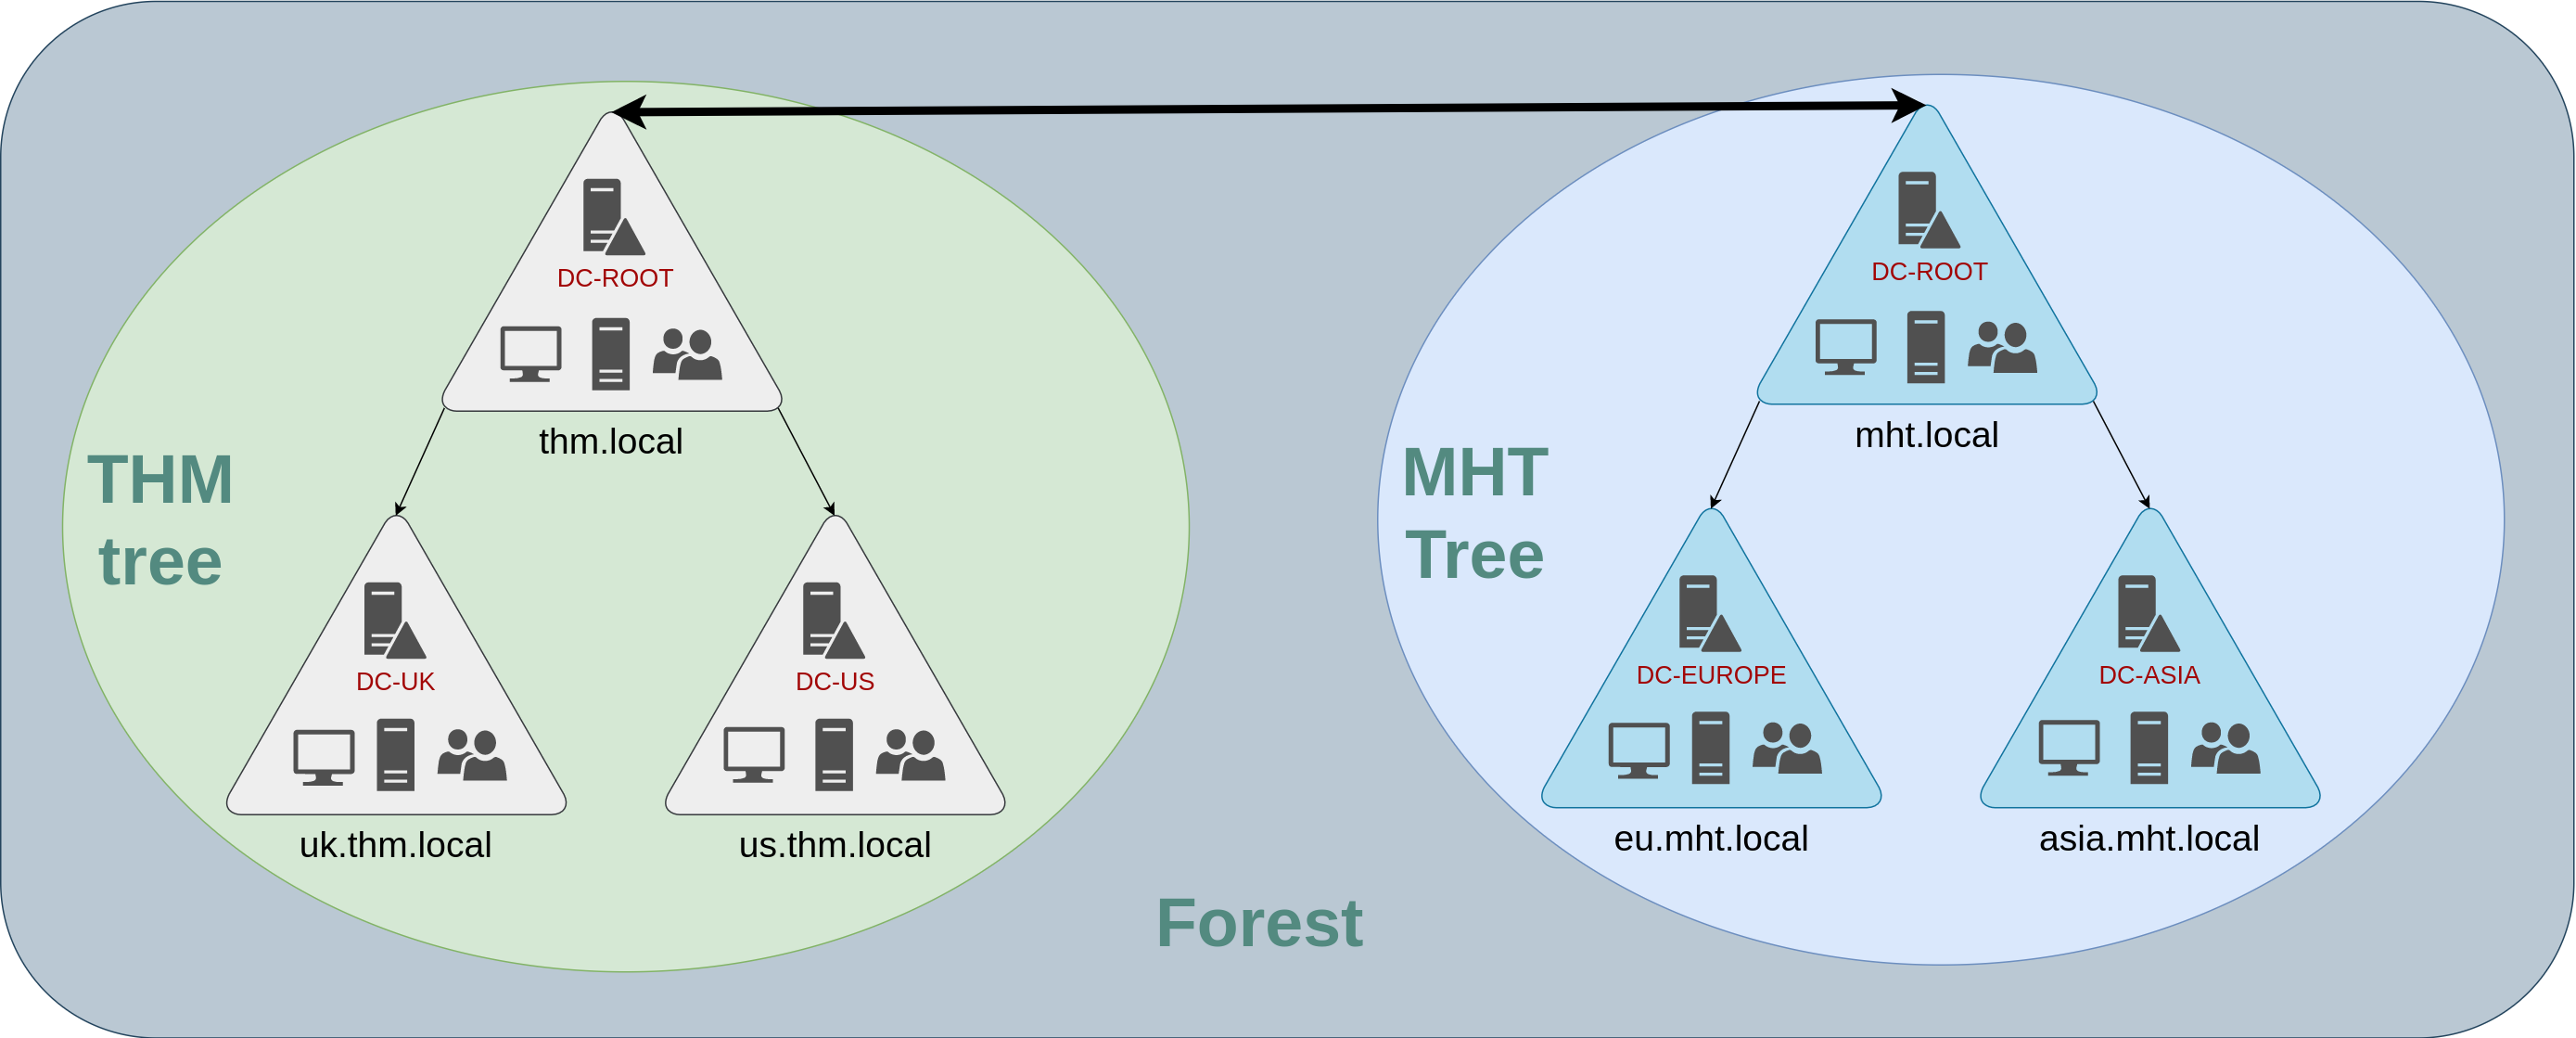 THM
tree
DC-ROOT
thm.local
DC-UK
uk.thm.local
DC-US
us.thm.local
MHT
Tree
DC-ROOT
mht.local
DC-EUROPE
eu.mht.local
DC-ASIA
asia.mht.local
Forest